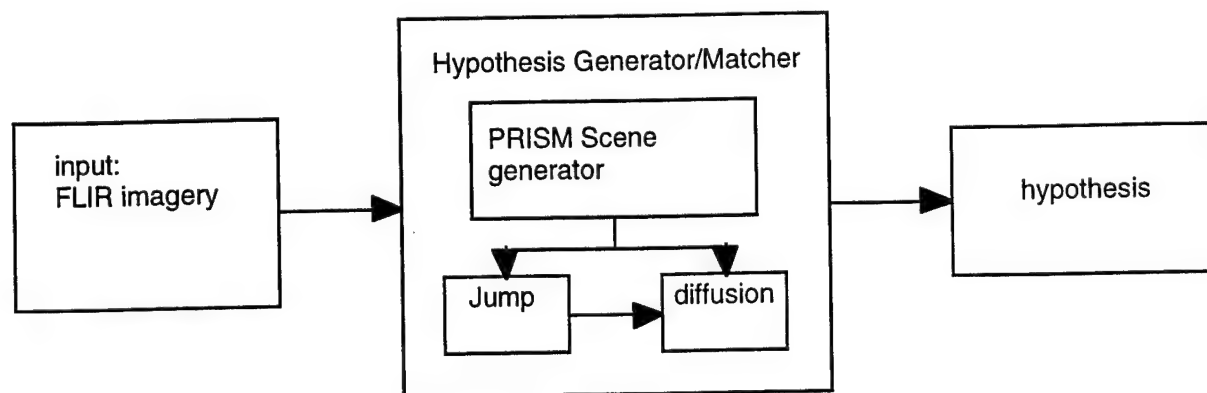 input:
FLIR imagery
Hypothesis Generator/Matcher
PRISM Scene
generator
Jump
diffusion
hypothesis